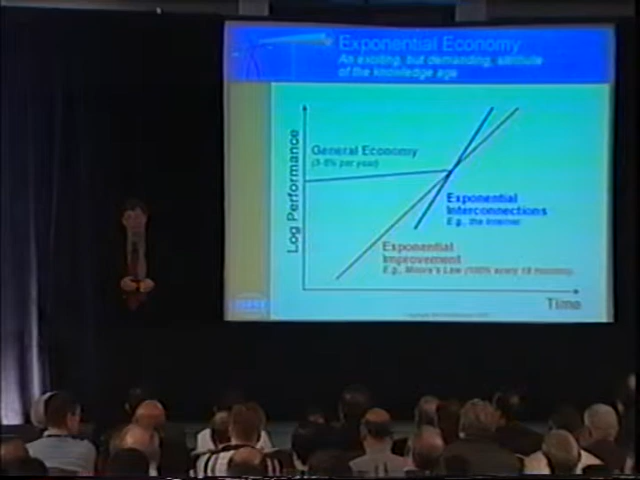 Exponential Economy
An exciting, but demanding, attribute
of the knowledge age
General Economy
(3-5% per year)
Log Performance
Exponential
Interconnections
E.g., the Internet
Exponential
Improvement
E.g., Moore's Law (100% every 18 months)
Time